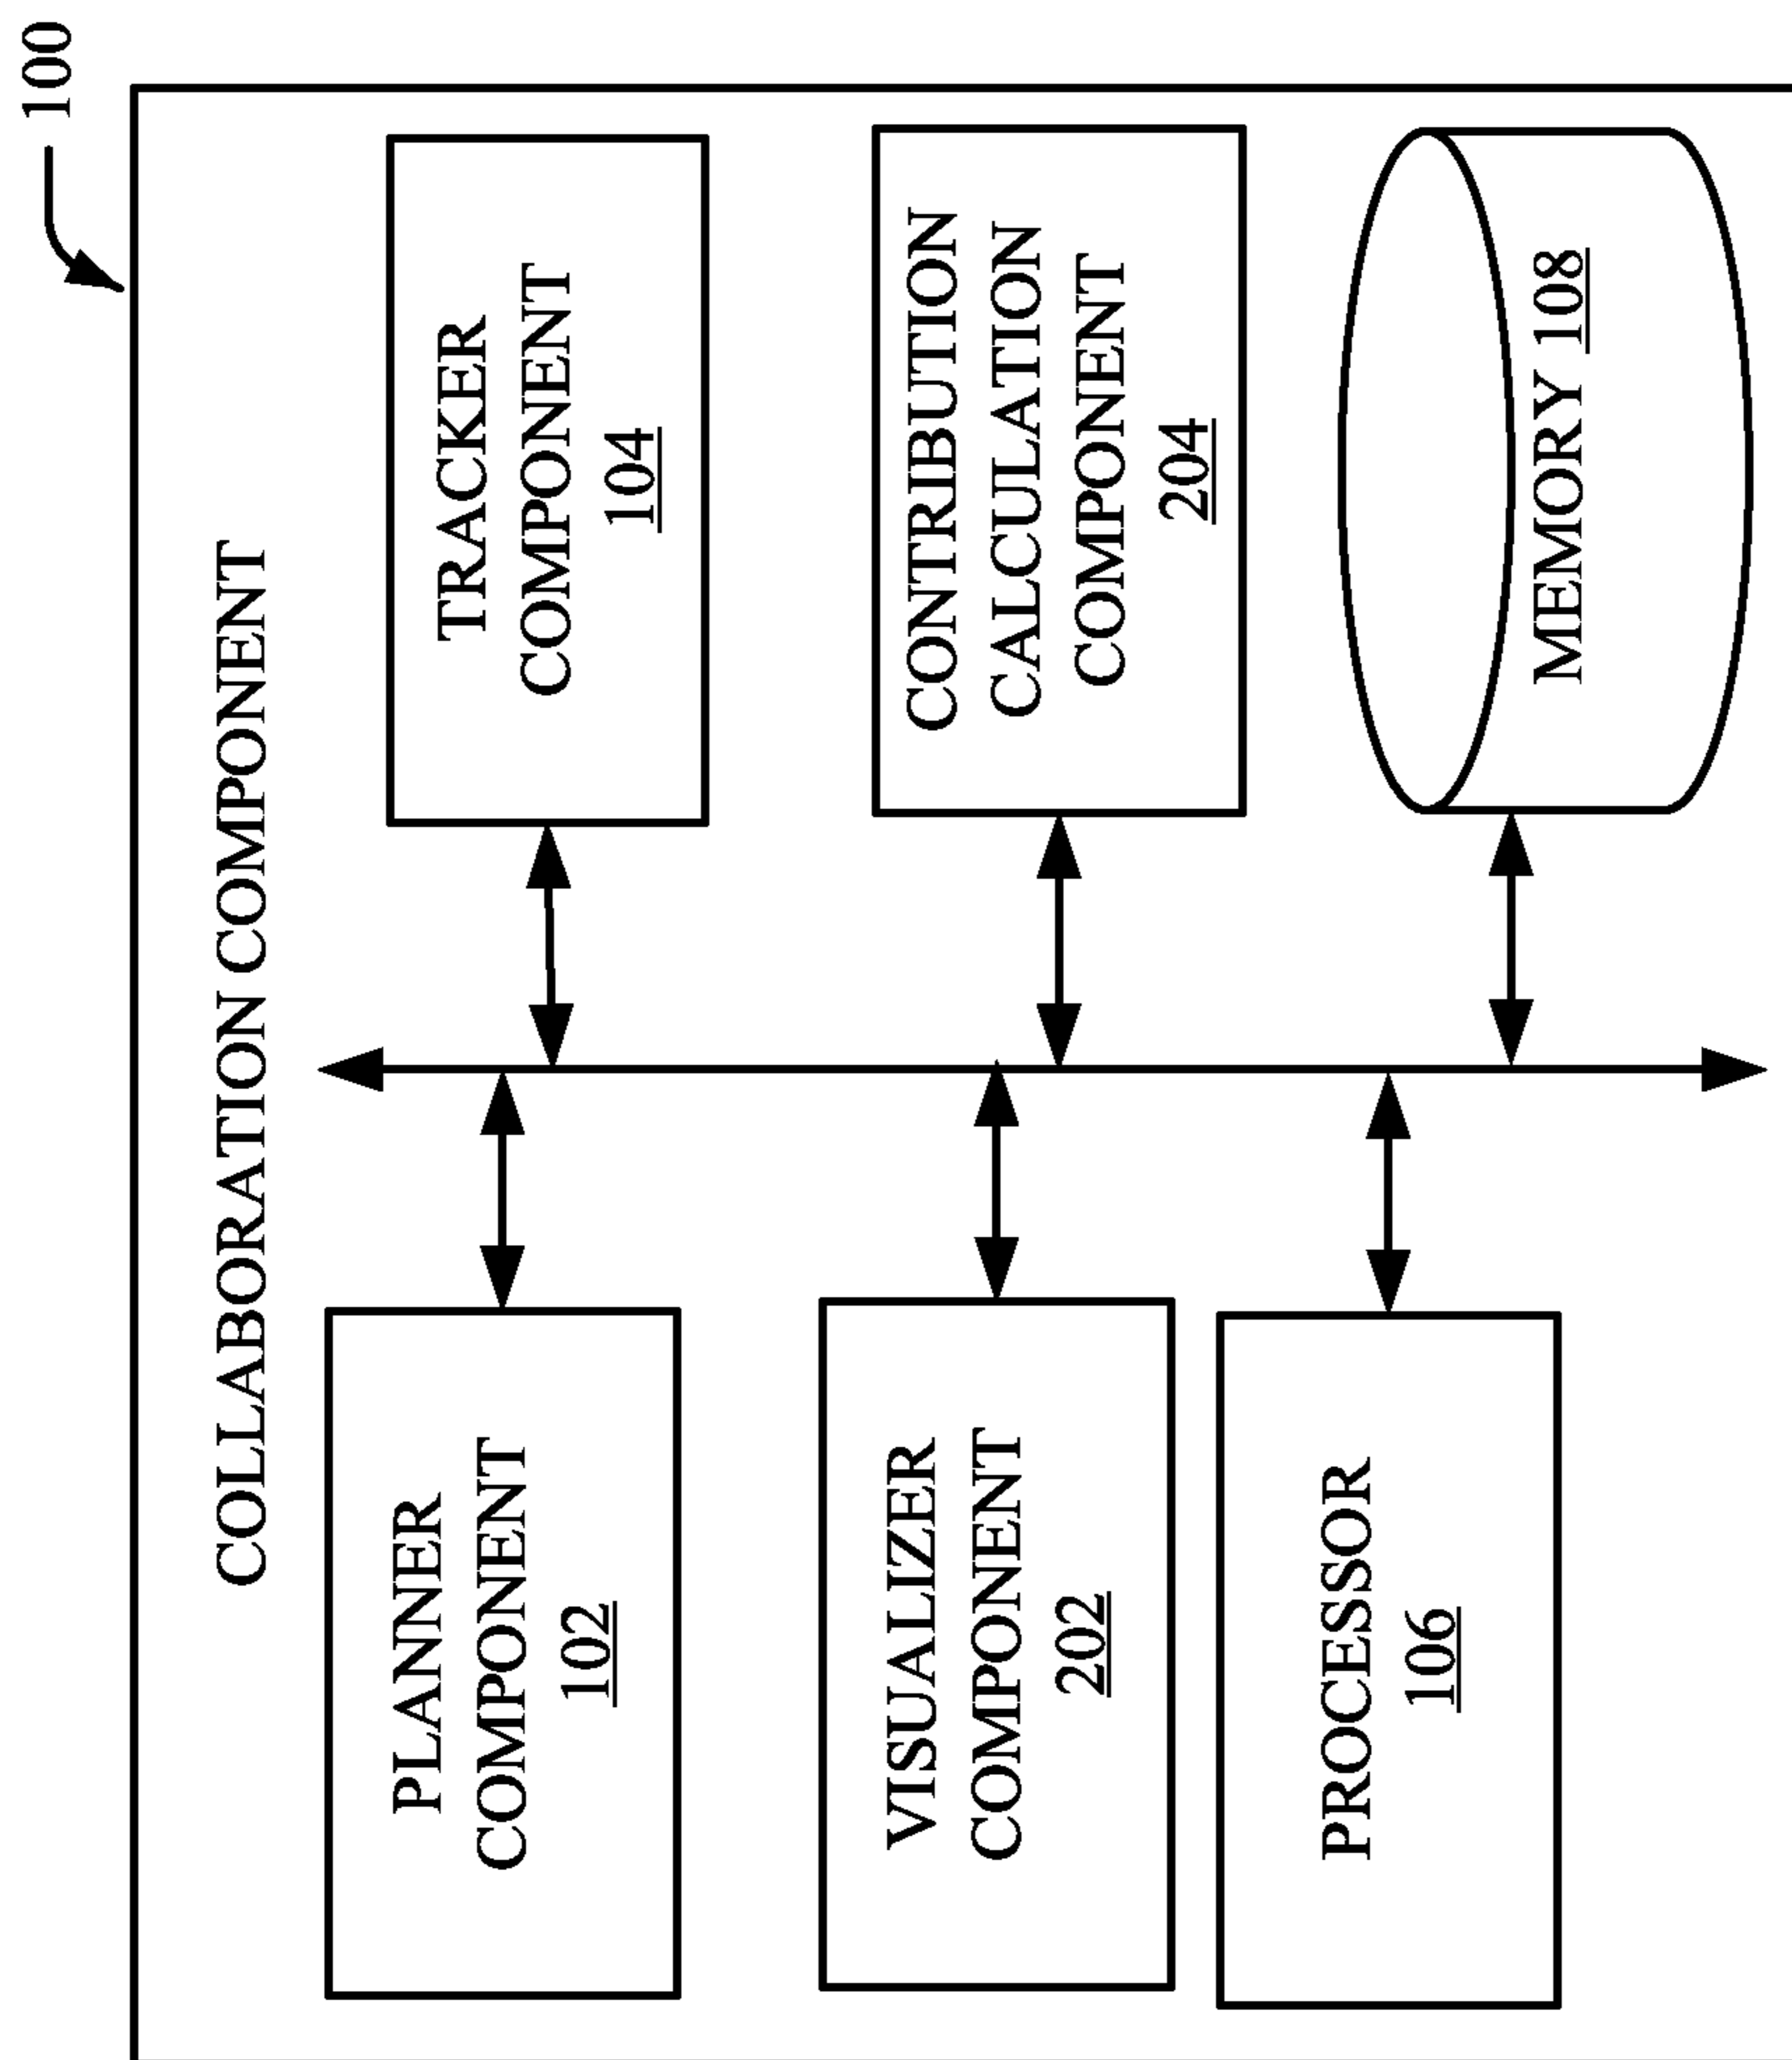 100
COLLABORATION COMPONENT
PLANNER
COMPONENT
102
TRACKER
COMPONENT
104
VISUALIZER
COMPONENT
202
CONTRIBUTION
CALCULATION
COMPONENT
204
PROCESSOR
106
MEMORY 108